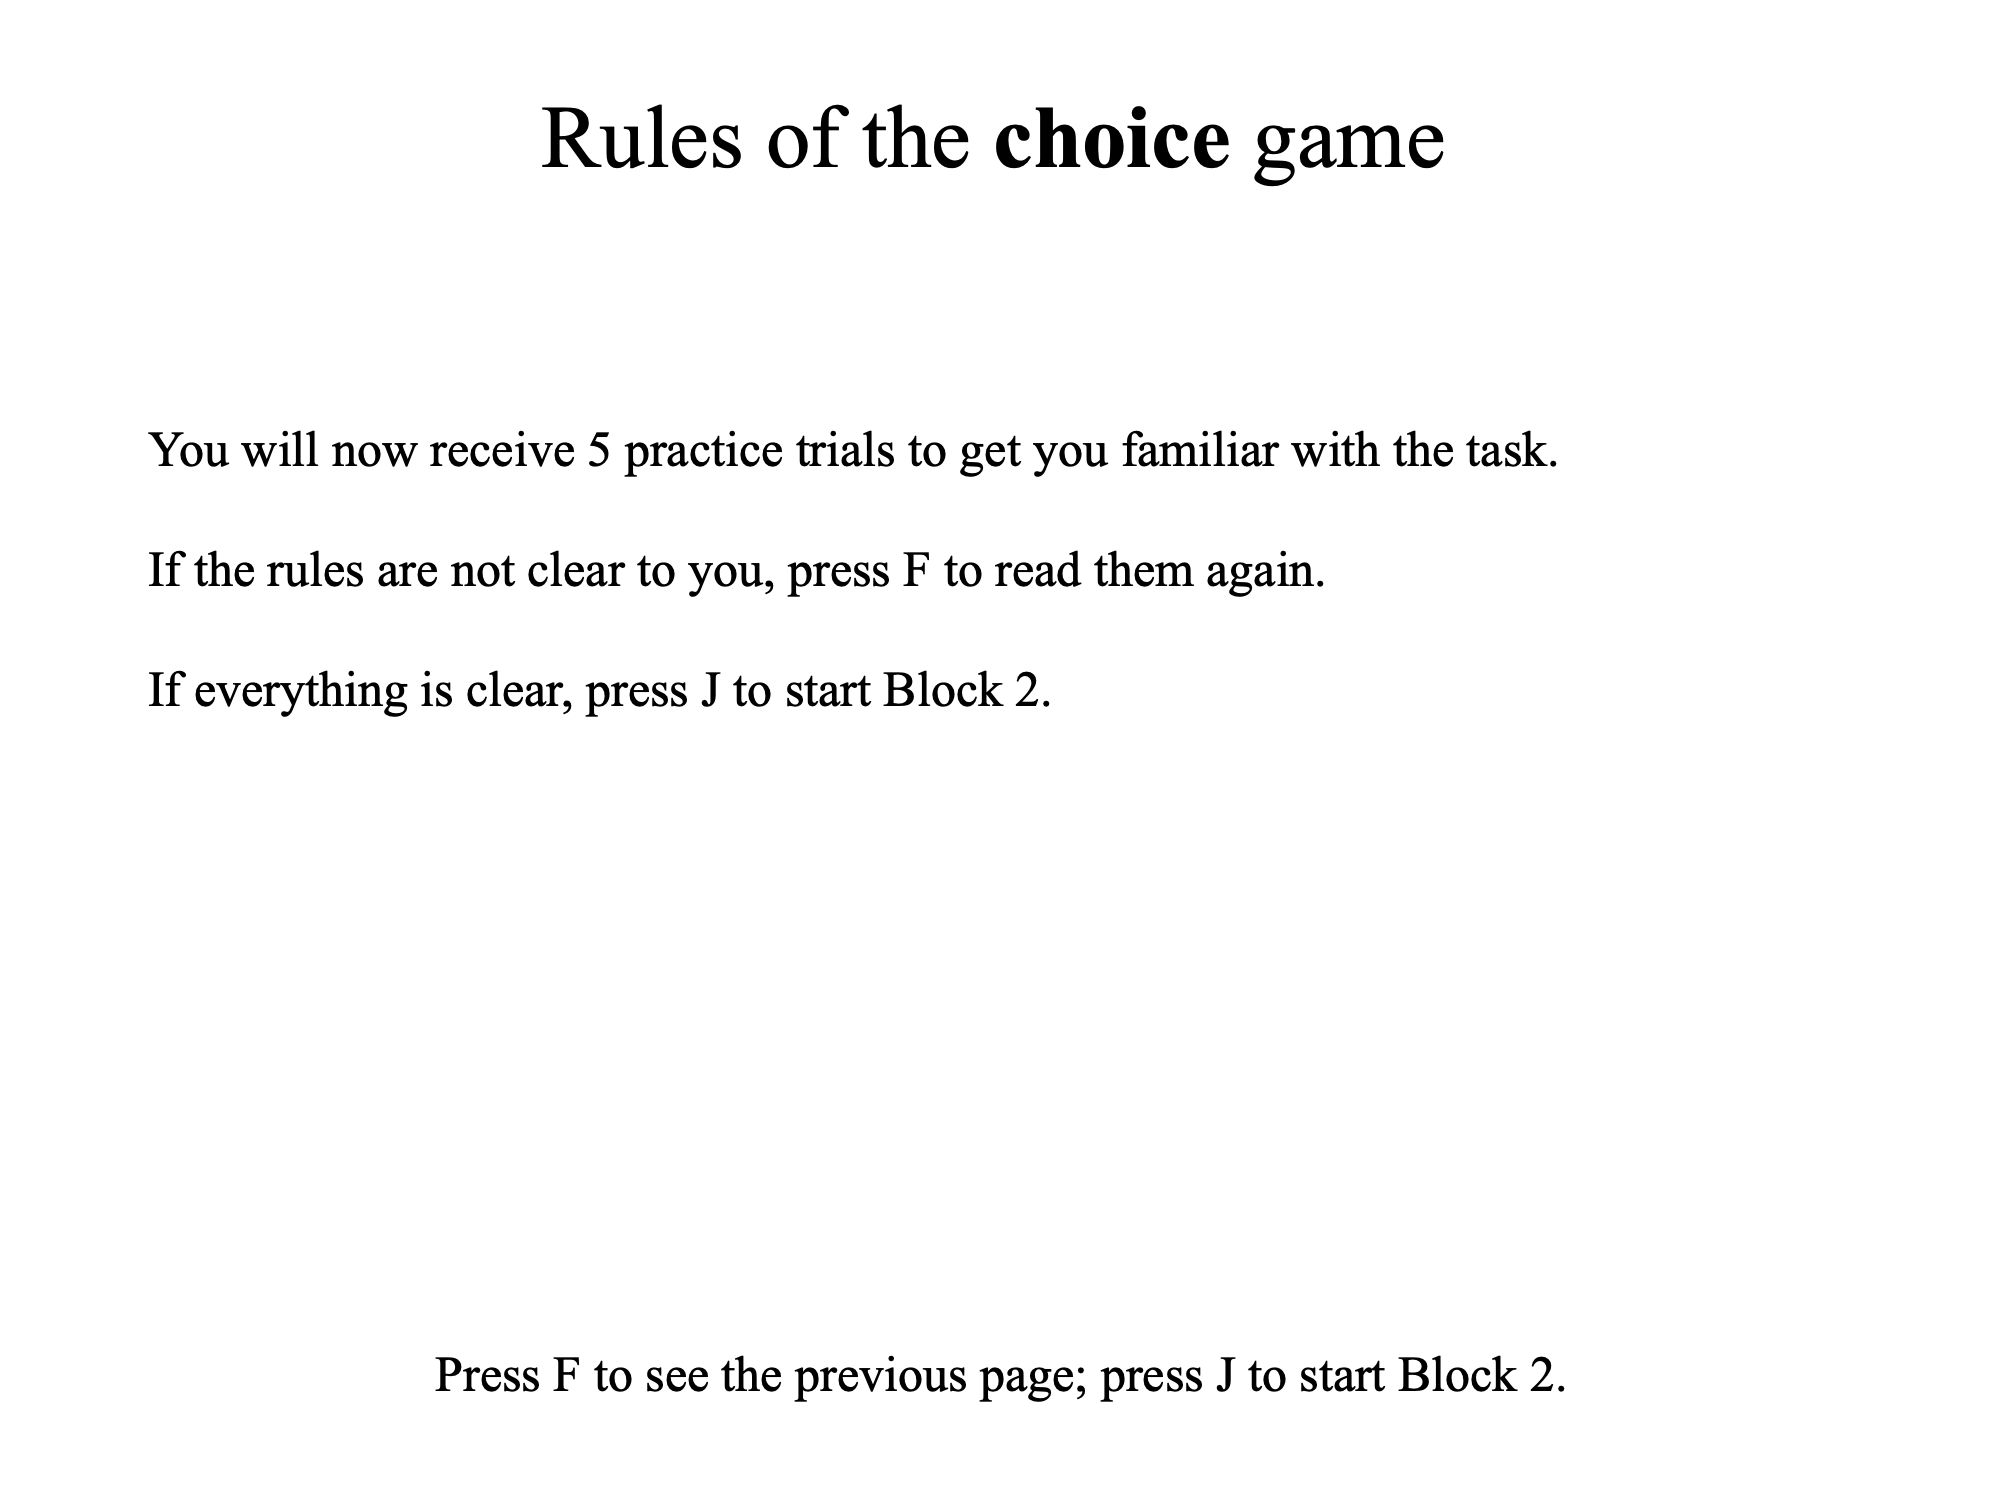 Rules of the choice game
You will now receive 5 practice trials to get you familiar with the task.
If the rules are not clear to you, press F to read them again.
If everything is clear, press J to start Block 2.
Press F to see the previous page; press J to start Block 2.